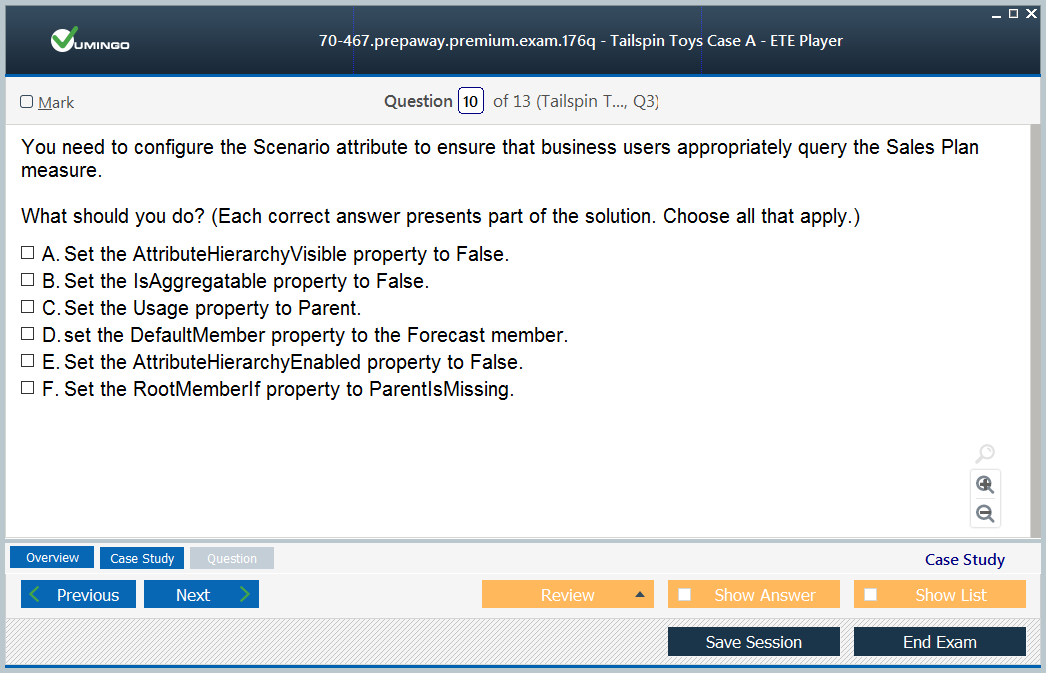 VUMINGO
70-467.prepaway.premium.exam.176q - Tailspin Toys Case A - ETE Player
Mark
Question 10 of 13 (Tailspin T..., Q3)
You need to configure the Scenario attribute to ensure that business users appropriately query the Sales Plan
measure.
What should you do? (Each correct answer presents part of the solution. Choose all that apply.)
A. Set the AttributeHierarchyVisible property to False.
B. Set the IsAggregatable property to False.
C. Set the Usage property to Parent.
D. set the DefaultMember property to the Forecast member.
E. Set the AttributeHierarchyEnabled property to False.
F. Set the RootMemberIf property to ParentIsMissing.
Overview Case Study Question Case Study
Previous Next Review Show Answer Show List
Save Session End Exam